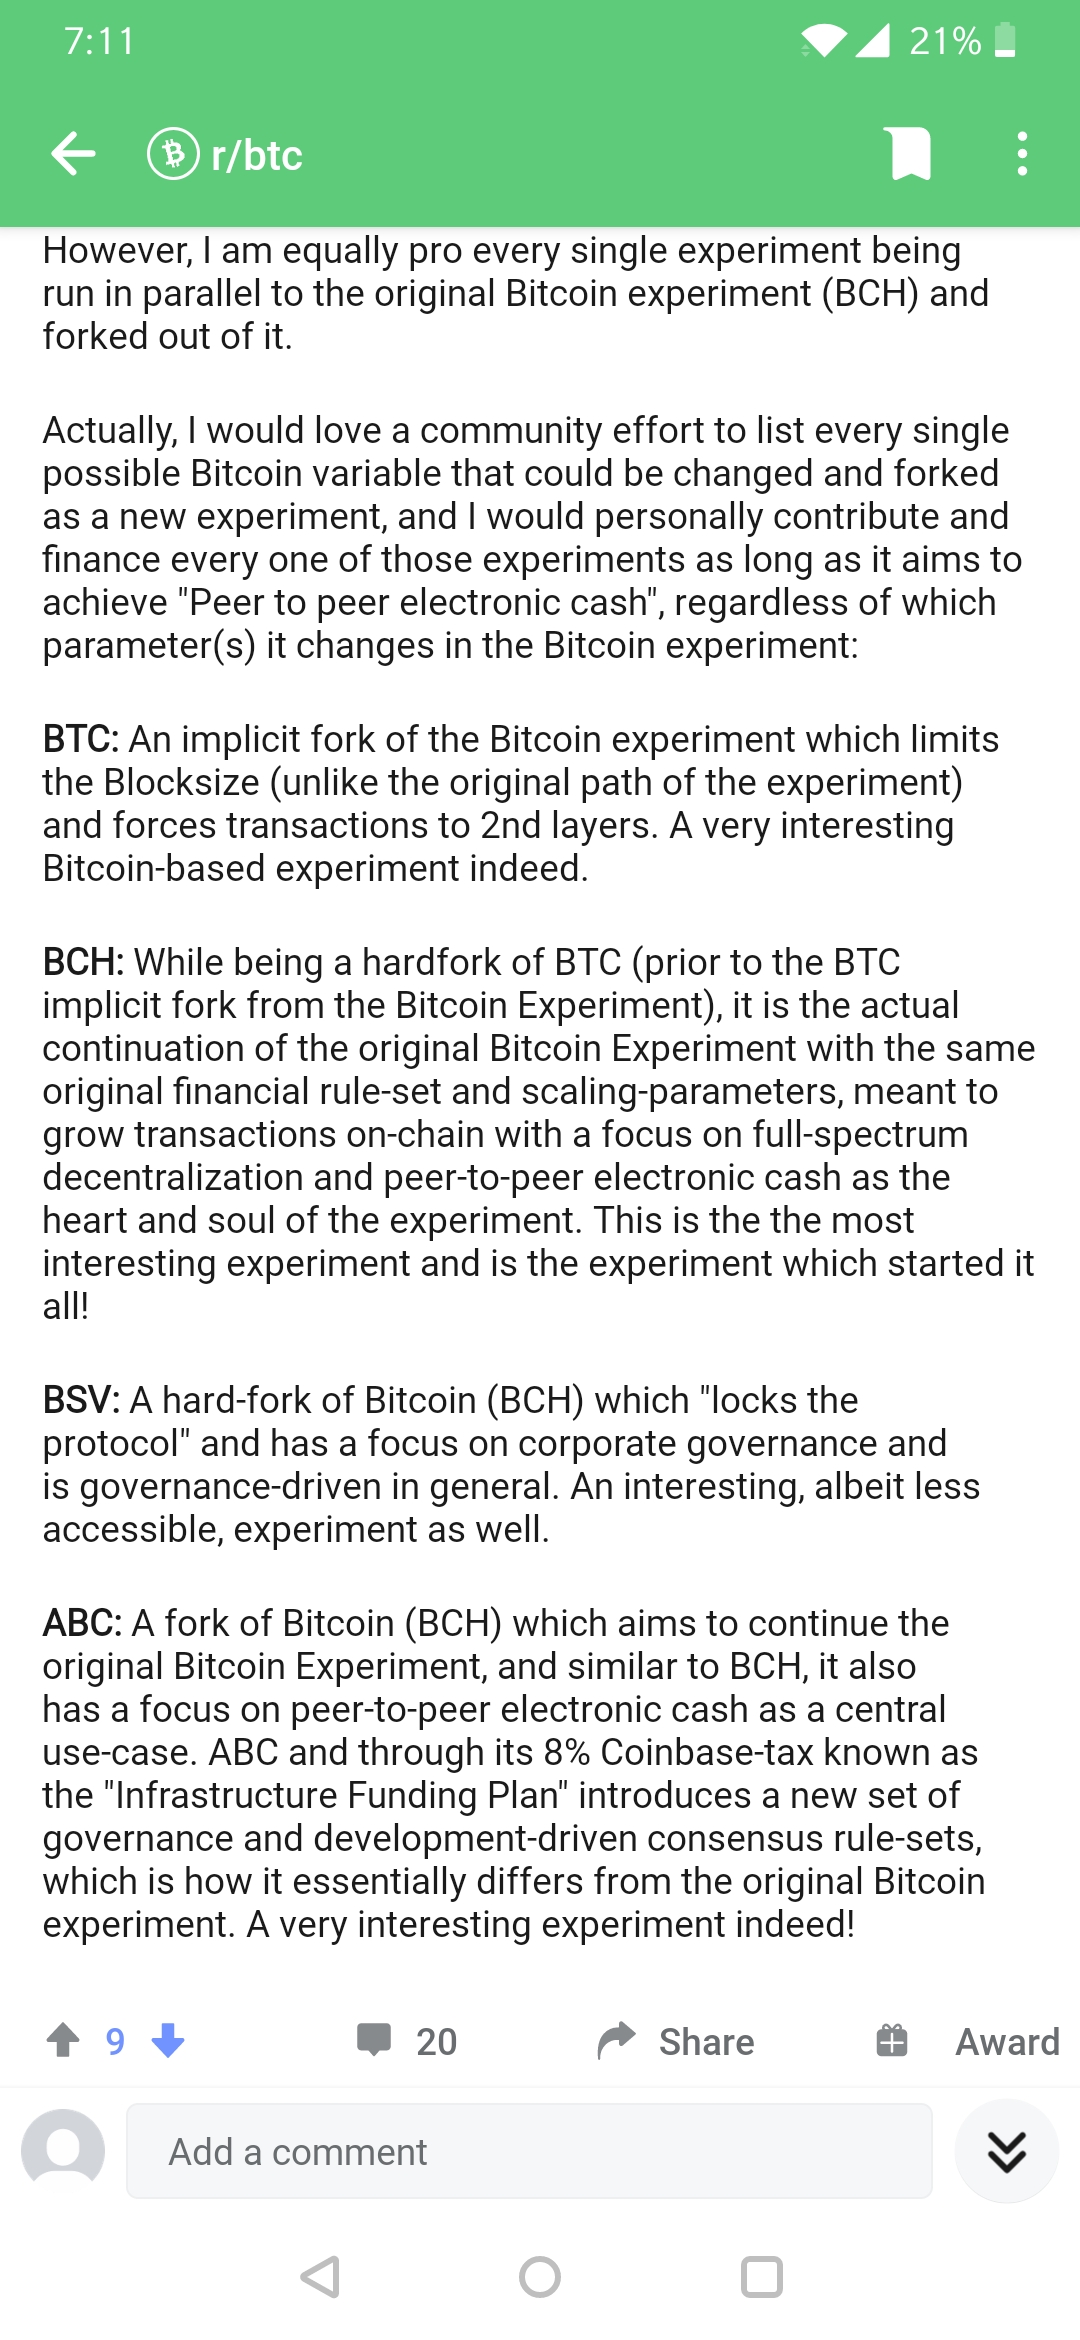 7:11
21%
r/btc
However, I am equally pro every single experiment being
run in parallel to the original Bitcoin experiment (BCH) and
forked out of it.
Actually, I would love a community effort to list every single
possible Bitcoin variable that could be changed and forked
as a new experiment, and I would personally contribute and
finance every one of those experiments as long as it aims to
achieve "Peer to peer electronic cash", regardless of which
parameter(s) it changes in the Bitcoin experiment:
BTC: An implicit fork of the Bitcoin experiment which limits
the Blocksize (unlike the original path of the experiment)
and forces transactions to 2nd layers. A very interesting
Bitcoin-based experiment indeed.
BCH: While being a hardfork of BTC (prior to the BTC
implicit fork from the Bitcoin Experiment), it is the actual
continuation of the original Bitcoin Experiment with the same
original financial rule-set and scaling-parameters, meant to
grow transactions on-chain with a focus on full-spectrum
decentralization and peer-to-peer electronic cash as the
heart and soul of the experiment. This is the the most
interesting experiment and is the experiment which started it
all!
BSV: A hard-fork of Bitcoin (BCH) which "locks the
protocol" and has a focus on corporate governance and
is governance-driven in general. An interesting, albeit less
accessible, experiment as well.
ABC: A fork of Bitcoin (BCH) which aims to continue the
original Bitcoin Experiment, and similar to BCH, it also
has a focus on peer-to-peer electronic cash as a central
use-case. ABC and through its 8% Coinbase-tax known as
the "Infrastructure Funding Plan" introduces a new set of
governance and development-driven consensus rule-sets,
which is how it essentially differs from the original Bitcoin
experiment. A very interesting experiment indeed!
9
20
Share
Award
Add a comment